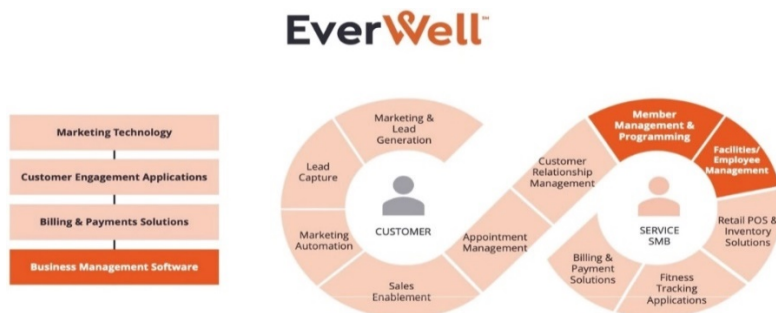 EverWell℠
Marketing Technology
Customer Engagement Applications
Billing & Payments Solutions
Business Management Software
Marketing &
Lead
Generation
Lead
Capture
Marketing
Automation
Sales
Enablement
CUSTOMER
Appointment
Management
Customer
Relationship
Management
Member
Management &
Programming
Facilities/
Employee
Management
Retail POS &
Inventory
Solutions
Fitness
Tracking
Applications
Billing &
Payment
Solutions
SERVICE
SMB